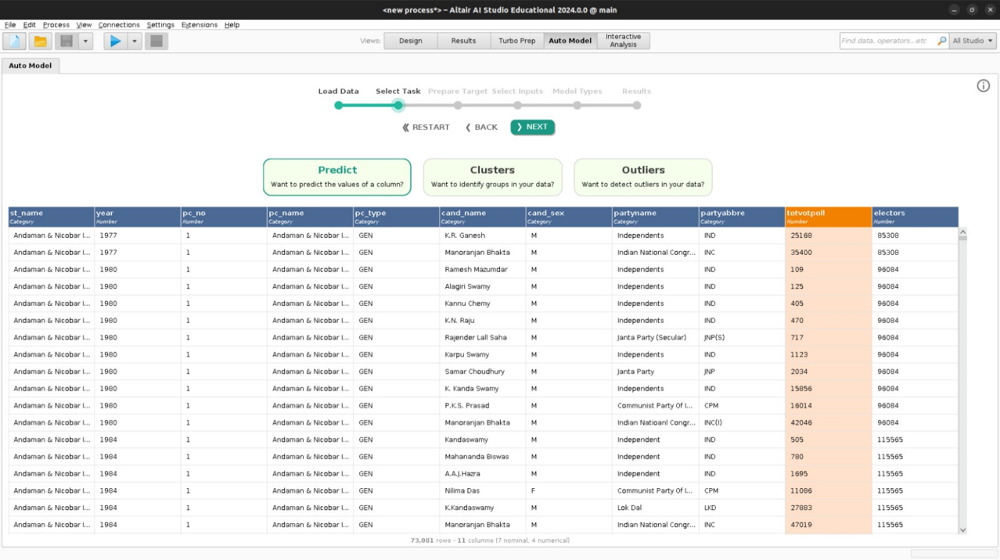 <new process*> – Altair AI Studio Educational 2024.0.0 @ main
File Edit Process View Connections Settings Extensions Help
Views: Design Results Turbo Prep Auto Model Interactive Analysis Find data, operators...etc All Studio
Auto Model
Load Data Select Task Prepare Target Select Inputs Model Types Results
RESTART BACK NEXT
Predict Clusters Outliers
Want to predict the values of a column? Want to identify groups in your data? Want to detect outliers in your data?
st_name year pc_no pc_name pc_type cand_name cand_sex partyname partyabbre totvotpoll electors
Category Number Number Category Category Category Category Category Category Number Number
Andaman & Nicobar I... 1977 1 Andaman & Nicobar I... GEN K.R. Ganesh M Independents IND 25168 85308
Andaman & Nicobar I... 1977 1 Andaman & Nicobar I... GEN Manoranjan Bhakta M Indian National Congr... INC 35400 85308
Andaman & Nicobar I... 1980 1 Andaman & Nicobar I... GEN Ramesh Mazumdar M Independents IND 109 96084
Andaman & Nicobar I... 1980 1 Andaman & Nicobar I... GEN Alagiri Swamy M Independents IND 125 96084
Andaman & Nicobar I... 1980 1 Andaman & Nicobar I... GEN Kannu Chemy M Independents IND 405 96084
Andaman & Nicobar I... 1980 1 Andaman & Nicobar I... GEN K.N. Raju M Independents IND 470 96084
Andaman & Nicobar I... 1980 1 Andaman & Nicobar I... GEN Rajender Lall Saha M Janta Party (Secular) JNP(S) 717 96084
Andaman & Nicobar I... 1980 1 Andaman & Nicobar I... GEN Karpu Swamy M Independents IND 1123 96084
Andaman & Nicobar I... 1980 1 Andaman & Nicobar I... GEN Samar Choudhury M Janta Party JNP 2034 96084
Andaman & Nicobar I... 1980 1 Andaman & Nicobar I... GEN K. Kanda Swamy M Independents IND 15856 96084
Andaman & Nicobar I... 1980 1 Andaman & Nicobar I... GEN P.K.S. Prasad M Communist Party Of I... CPM 16014 96084
Andaman & Nicobar I... 1980 1 Andaman & Nicobar I... GEN Manoranjan Bhakta M Indian Natioanl Congr... INC(I) 42046 96084
Andaman & Nicobar I... 1984 1 Andaman & Nicobar I... GEN Kandaswamy M Independent IND 505 115565
Andaman & Nicobar I... 1984 1 Andaman & Nicobar I... GEN Mahananda Biswas M Independent IND 780 115565
Andaman & Nicobar I... 1984 1 Andaman & Nicobar I... GEN A.A.J.Hazra M Independent IND 1695 115565
Andaman & Nicobar I... 1984 1 Andaman & Nicobar I... GEN Nilima Das F Communist Party Of I... CPM 11086 115565
Andaman & Nicobar I... 1984 1 Andaman & Nicobar I... GEN K.Kandaswamy M Lok Dal LKD 27883 115565
Andaman & Nicobar I... 1984 1 Andaman & Nicobar I... GEN Manoranjan Bhakta M Indian National Congr... INC 47019 115565
73,081 rows - 11 columns (7 nominal, 4 numerical)